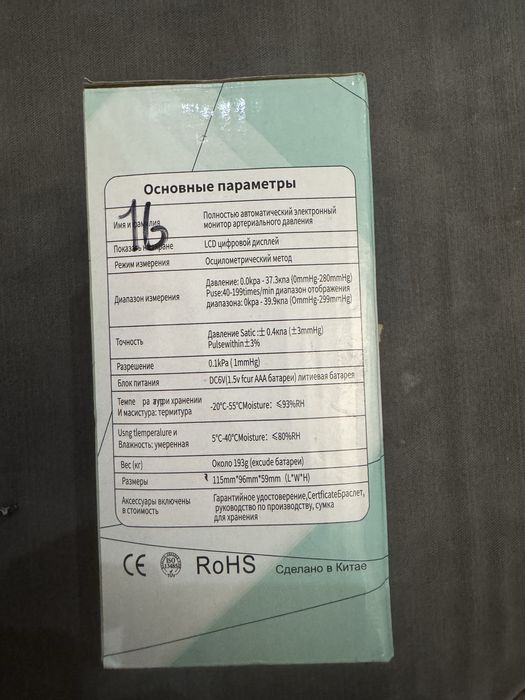 Основные параметры
16
Имя и фамилия
Полностью автоматический электронный
монитор артериального давления
Показать на экране
LCD цифровой дисплей
Режим измерения
Осцилометрический метод
Диапазон измерения
Давление: 0.0kpa - 37.3кпа (0mmHg-280mmHg)
Puse:40-199times/min диапазон отображения
диапазона: 0kpa - 39.9кпа (0mmHg-299mmHg)
Точность
Давление Satic:± 0.4кпа (±3mmHg)
Pulsewithin±3%
Разрешение
0.1kPa (1mmHg)
Блок питания
DC6V(1.5v fcur AAA батареи) литиевая батарея
хранении
И масистура: термитура
-20°C-55°CMoisture: ≤93%RH
Usng tlemperalure и
Влажность: умеренная
5°C-40°CMoisture: ≤80%RH
Вес (кг)
Около 193g (excude батареи)
Размеры
115mm*96mm*59mm (L*W*H)
Аксессуары включены
в стоимость
Гарантийное удостоверение,CertficateБраслет,
руководство по производству, сумка
для хранения
CE
ISO
13485
TUV
RoHS
Сделано в Китае